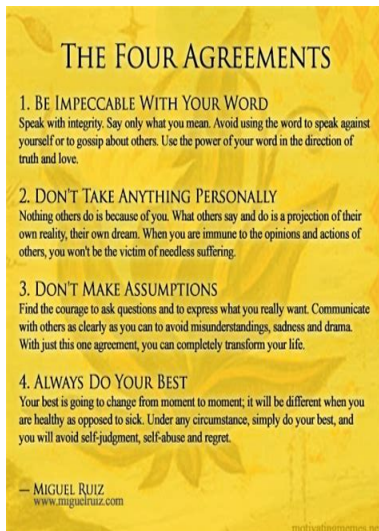 THE FOUR AGREEMENTS
1. BE IMPECCABLE WITH YOUR WORD
Speak with integrity. Say only what you mean. Avoid using the word to speak against
yourself or to gossip about others. Use the power of your word in the direction of
truth and love.
2. DON'T TAKE ANYTHING PERSONALLY
Nothing others do is because of you. What others say and do is a projection of their
own reality, their own dream. When you are immune to the opinions and actions of
others, you won't be the victim of needless suffering.
3. DON'T MAKE ASSUMPTIONS
Find the courage to ask questions and to express what you really want. Communicate
with others as clearly as you can to avoid misunderstandings, sadness and drama.
With just this one agreement, you can completely transform your life.
4. ALWAYS DO YOUR BEST
Your best is going to change from moment to moment; it will be different when you
are healthy as opposed to sick. Under any circumstance, simply do your best, and
you will avoid self-judgment, self-abuse and regret.
— MIGUEL RUIZ
www.miguelruiz.com
motivatingmemes.ne